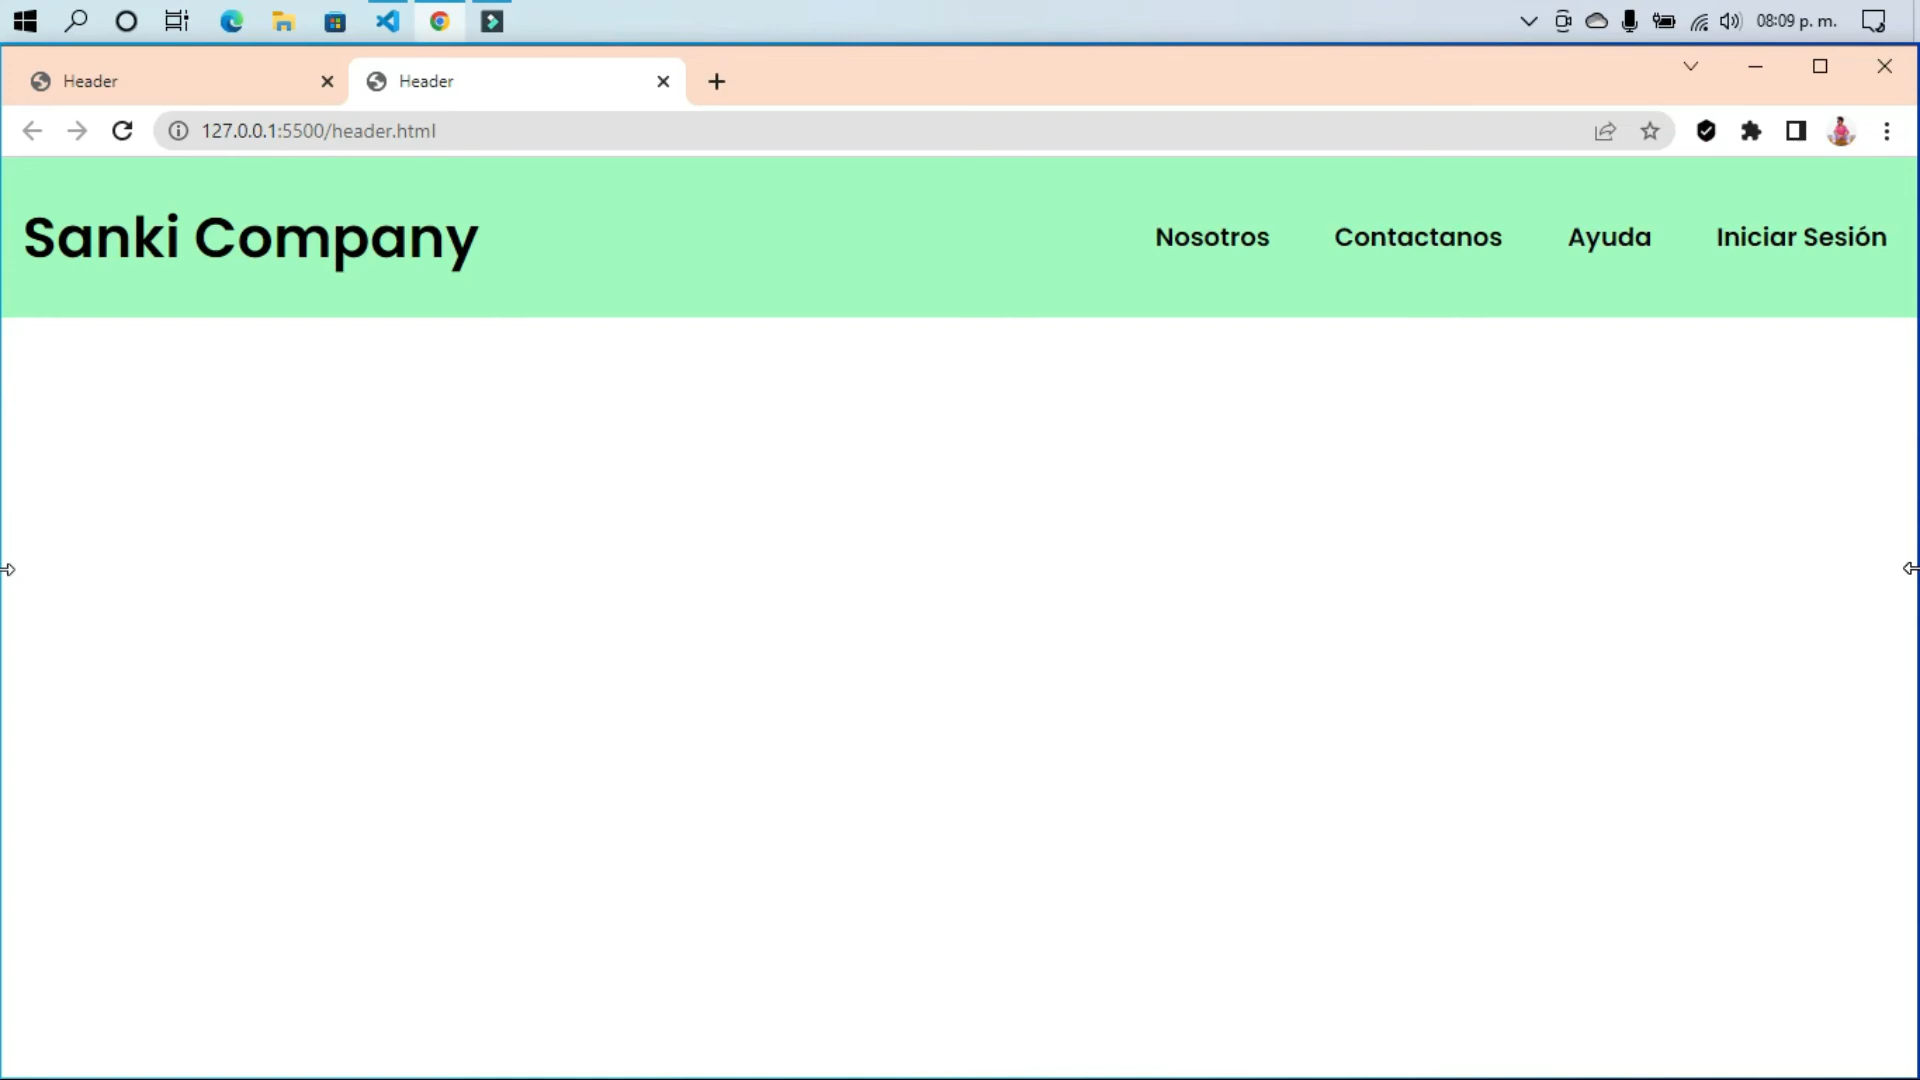 08:09 p. m.
Header
Header
127.0.0.1:5500/header.html
Sanki Company
Nosotros
Contactanos
Ayuda
Iniciar Sesión